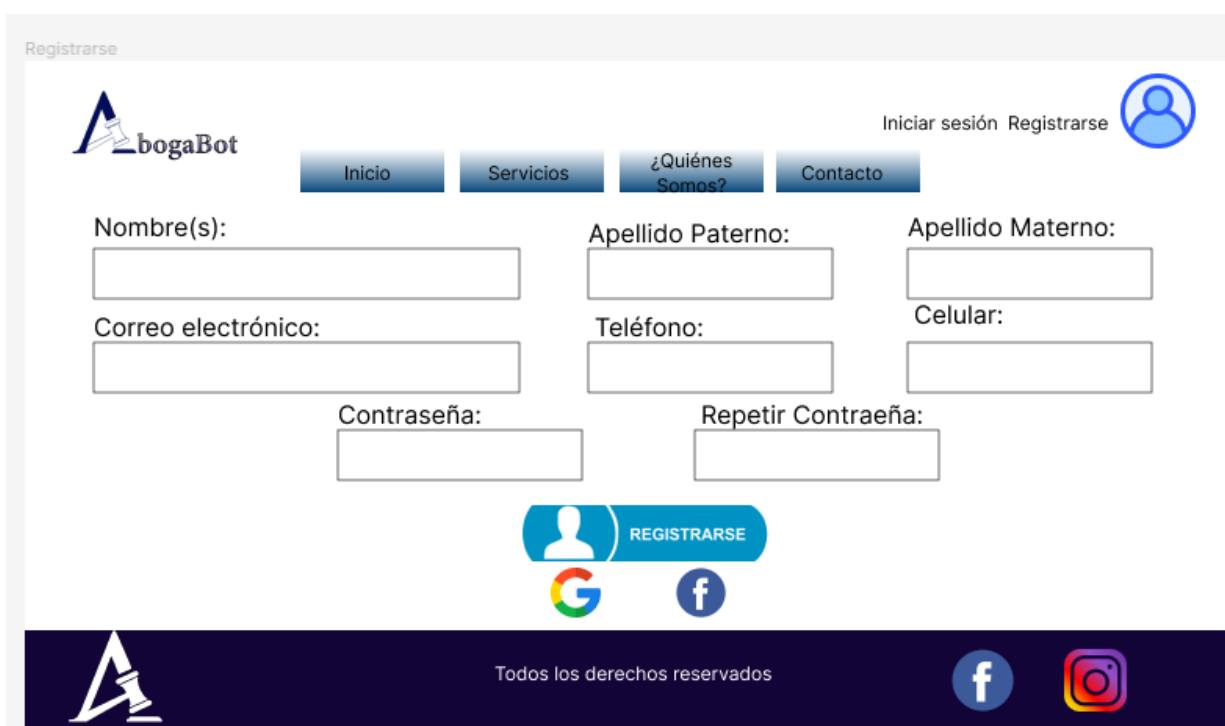 Registrarse
AbogaBot
Iniciar sesión Registrarse
Inicio
Servicios
¿Quiénes
Somos?
Contacto
Nombre(s):
Apellido Paterno:
Apellido Materno:
Correo electrónico:
Teléfono:
Celular:
Contraseña:
Repetir Contraeña:
REGISTRARSE
Todos los derechos reservados